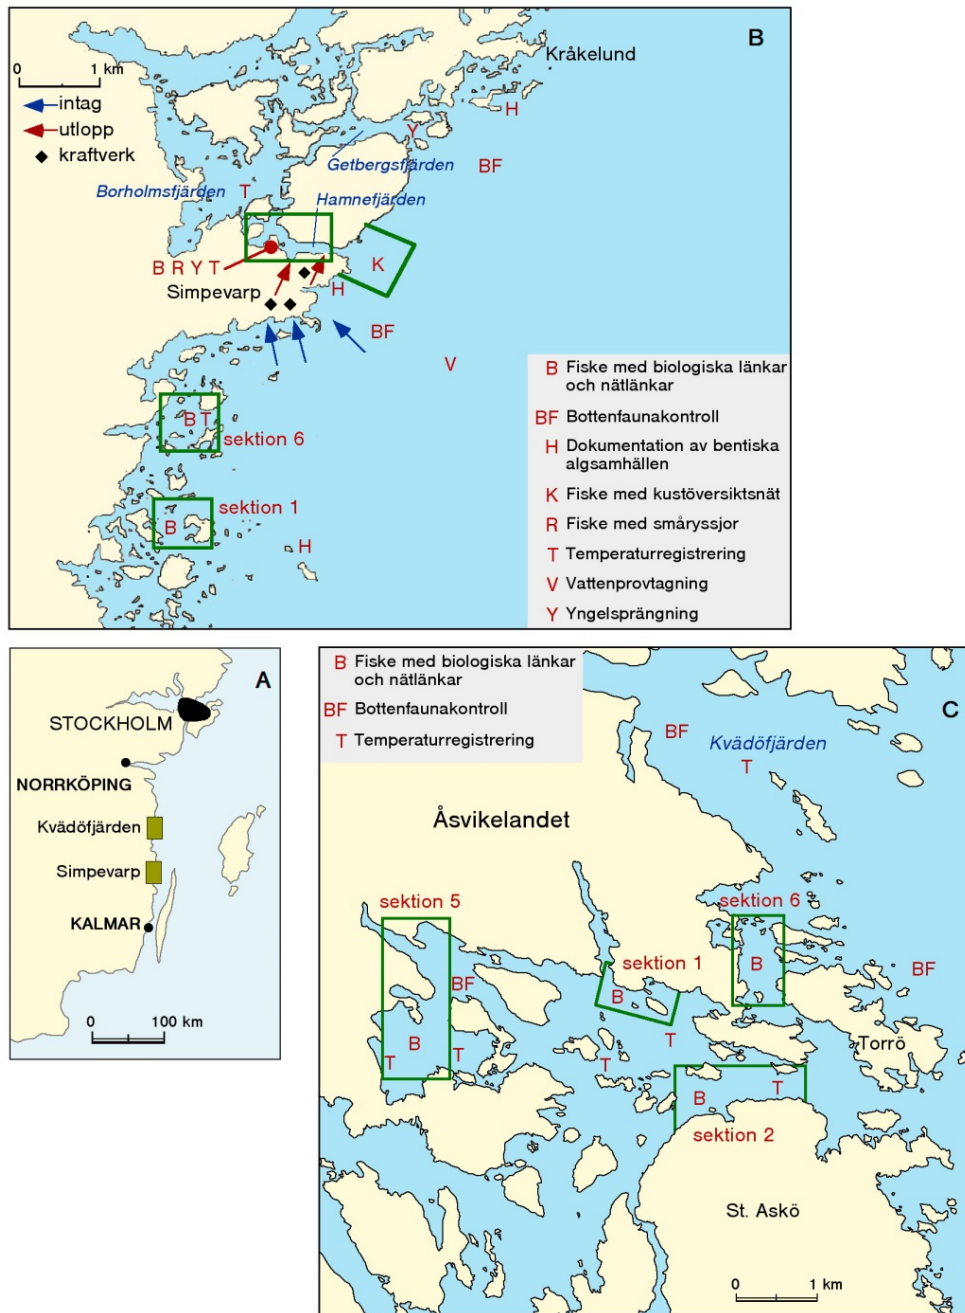 B
Kråkelund
0 1 km
intag
utlopp
kraftverk
H
Y
Getbergsfjärden
BF
Borholmsfjärden
T
Hamnefjärden
B R Y T
K
Simpevarp
H
BF
V
B T
sektion 6
sektion 1
B
H
B Fiske med biologiska länkar
och nätlänkar
BF Bottenfaunakontroll
H Dokumentation av bentiska
algsamhällen
K Fiske med kustöversiktsnät
R Fiske med småryssjor
T Temperaturregistrering
V Vattenprovtagning
Y Yngelsprängning
A
STOCKHOLM
NORRKÖPING
Kvädöfjärden
Simpevarp
KALMAR
0 100 km
B Fiske med biologiska länkar
och nätlänkar
BF Bottenfaunakontroll
T Temperaturregistrering
C
BF
Kvädöfjärden
T
Åsvikelandet
sektion 5
sektion 6
sektion 1
B
BF
BF
B
B
T
T
T
T
Torrö
B
T
sektion 2
St. Askö
0 1 km